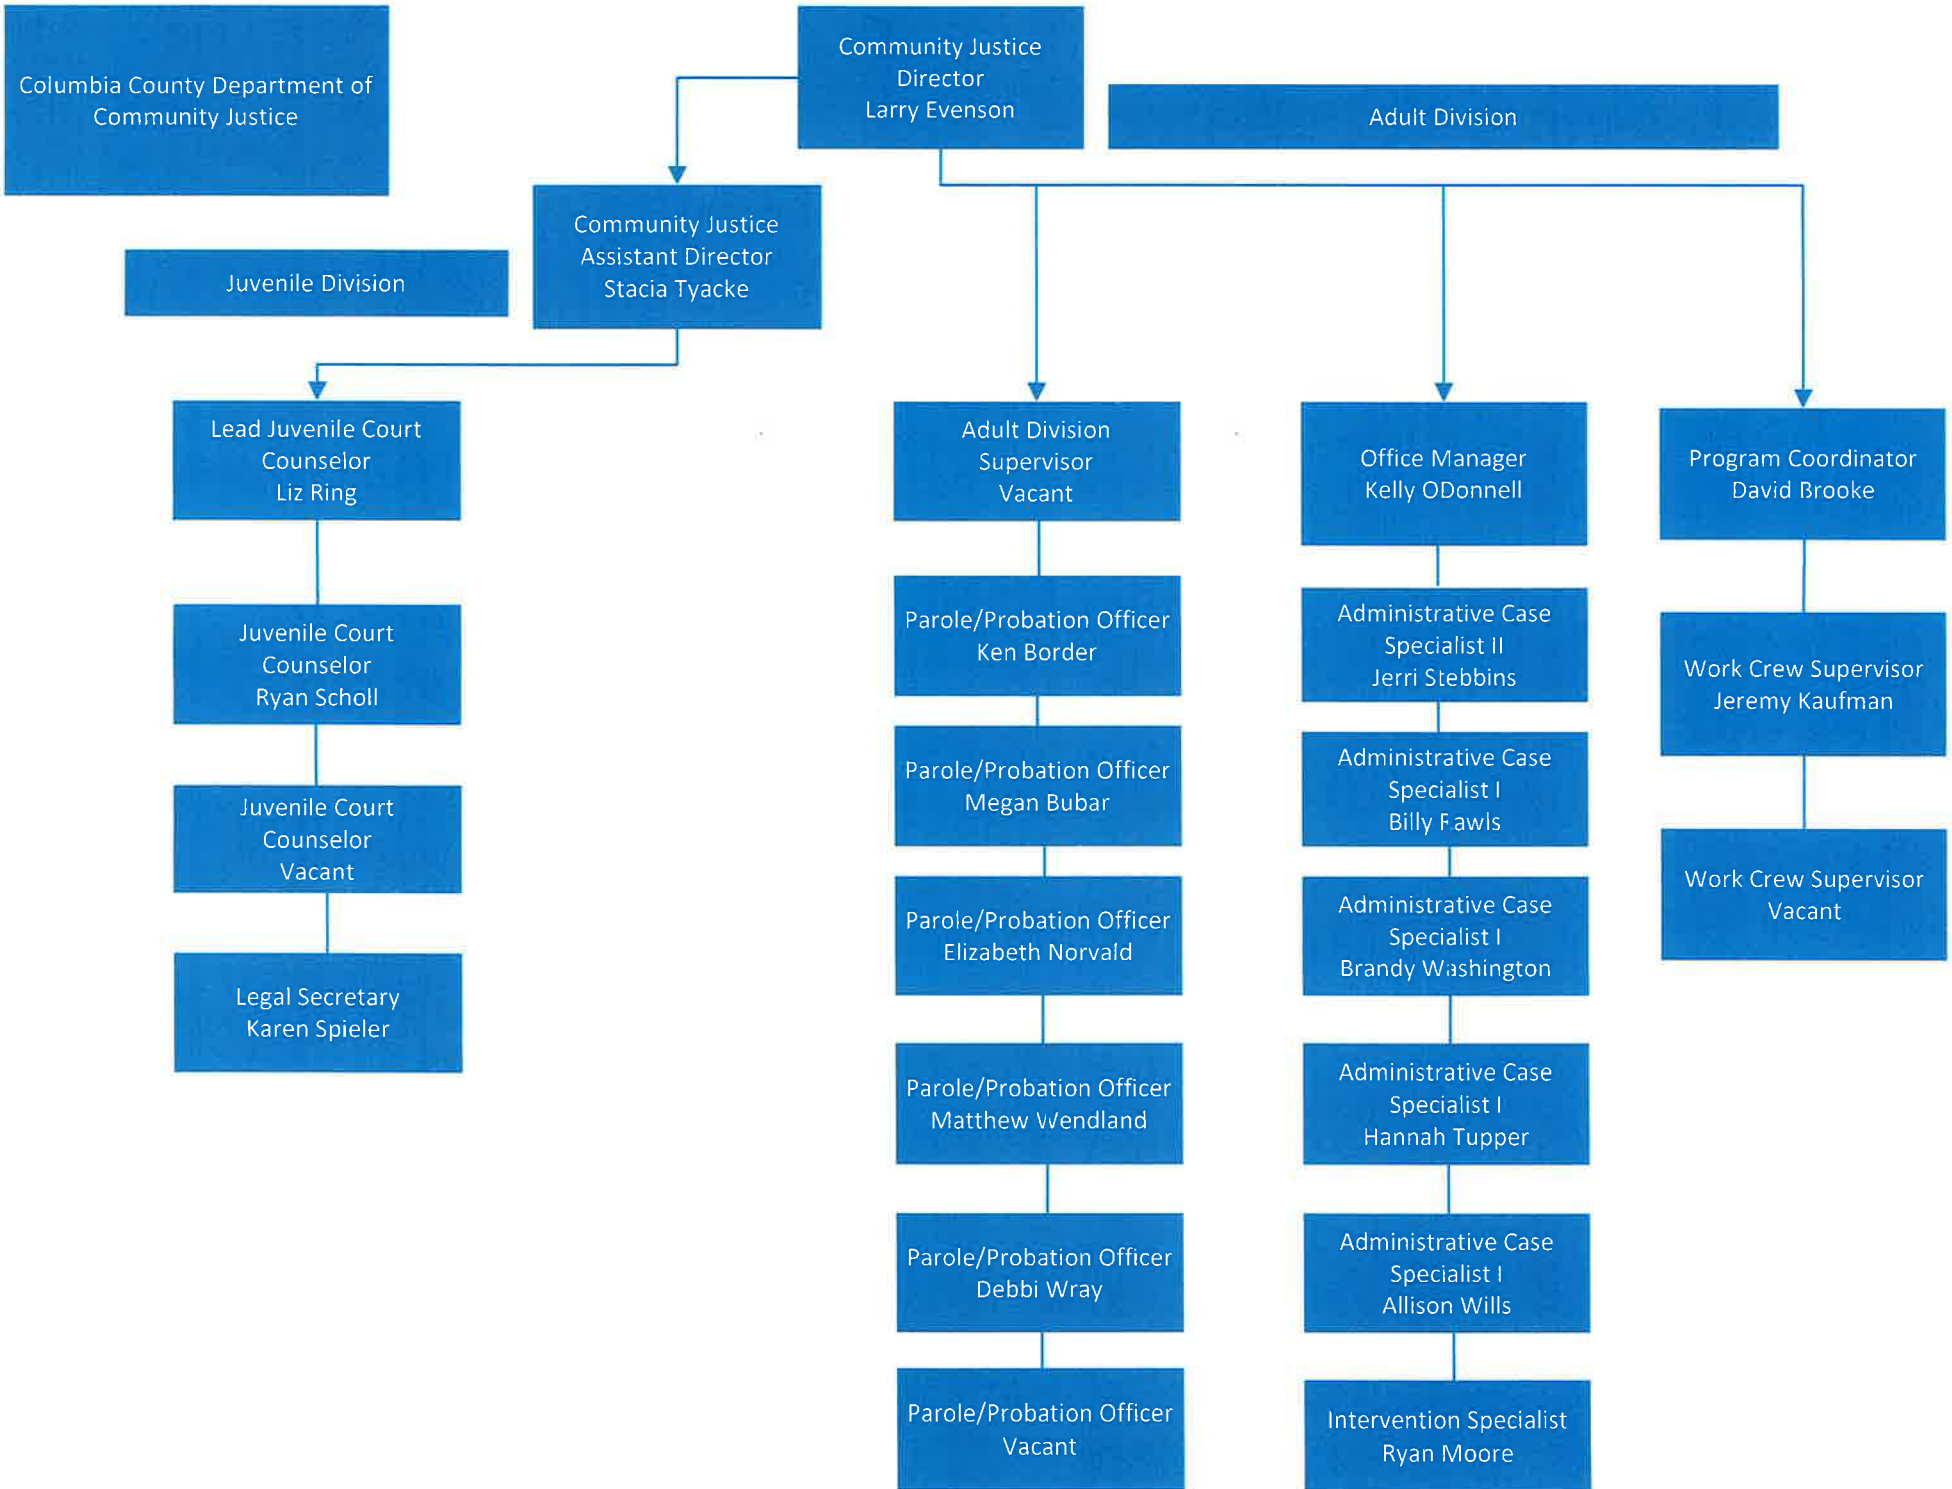 Columbia County Department of
Community Justice
Community Justice
Director
Larry Evenson
Adult Division
Community Justice
Assistant Director
Stacia Tyacke
Juvenile Division
Lead Juvenile Court
Counselor
Liz Ring
Juvenile Court
Counselor
Ryan Scholl
Juvenile Court
Counselor
Vacant
Legal Secretary
Karen Spieler
Adult Division
Supervisor
Vacant
Parole/Probation Officer
Ken Border
Parole/Probation Officer
Megan Bubar
Parole/Probation Officer
Elizabeth Norvald
Parole/Probation Officer
Matthew Wendland
Parole/Probation Officer
Debbi Wray
Parole/Probation Officer
Vacant
Office Manager
Kelly ODonnell
Administrative Case
Specialist II
Jerri Stebbins
Administrative Case
Specialist I
Billy
Administrative Case
Specialist I
Brandy Washington
Administrative Case
Specialist I
Hannah Tupper
Administrative Case
Specialist I
Allison Wills
Intervention Specialist
Ryan Moore
Program Coordinator
David Brooke
Work Crew Supervisor
Jeremy Kaufman
Work Crew Supervisor
Vacant